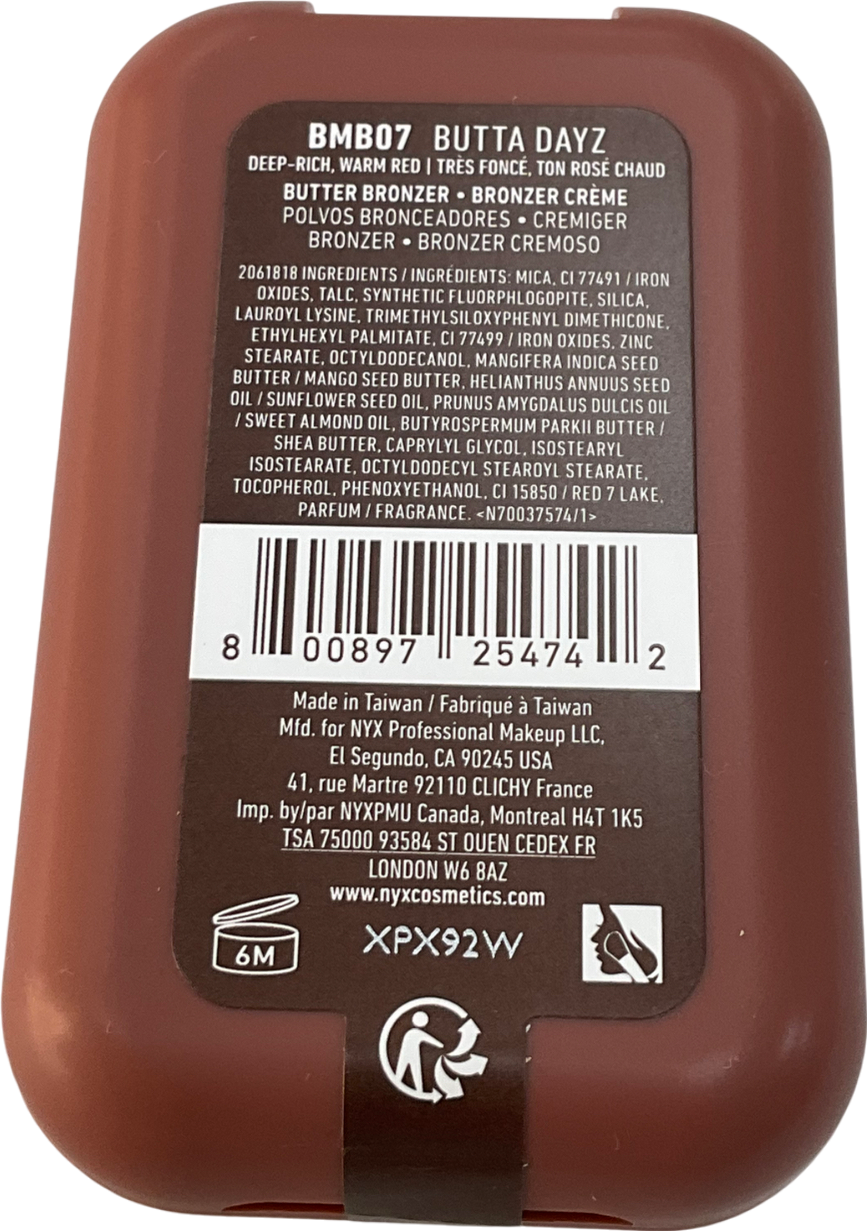 BMB07 BUTTA DAYZ
DEEP-RICH, WARM RED | TRÈS FONCÉ, TON ROSÉ CHAUD
BUTTER BRONZER • BRONZER CRÈME
POLVOS BRONCEADORES • CREMIGER
BRONZER • BRONZER CREMOSO
2061818 INGREDIENTS / INGRÉDIENTS: MICA, CI 77491 / IRON
OXIDES, TALC, SYNTHETIC FLUORPHLOGOPITE, SILICA,
LAUROYL LYSINE, TRIMETHYLSILOXYPHENYL DIMETHICONE,
ETHYLHEXYL PALMITATE, CI 77499 / IRON OXIDES, ZINC
STEARATE, OCTYLDODECANOL, MANGIFERA INDICA SEED
BUTTER / MANGO SEED BUTTER, HELIANTHUS ANNUUS SEED
OIL / SUNFLOWER SEED OIL, PRUNUS AMYGDALUS DULCIS OIL
/ SWEET ALMOND OIL, BUTYROSPERMUM PARKII BUTTER /
SHEA BUTTER, CAPRYLYL GLYCOL, ISOSTEARYL
ISOSTEARATE, OCTYLDODECYL STEAROYL STEARATE,
TOCOPHEROL, PHENOXYETHANOL, CI 15850 / RED 7 LAKE,
PARFUM / FRAGRANCE. <N70037574/1>
8 00897 25474 2
Made in Taiwan / Fabriqué à Taiwan
Mfd. for NYX Professional Makeup LLC,
El Segundo, CA 90245 USA
41, rue Martre 92110 CLICHY France
Imp. by/par NYXPMU Canada, Montreal H4T 1K5
TSA 75000 93584 ST OUEN CEDEX FR
LONDON W6 8AZ
www.nyxcosmetics.com
6M XPX92W